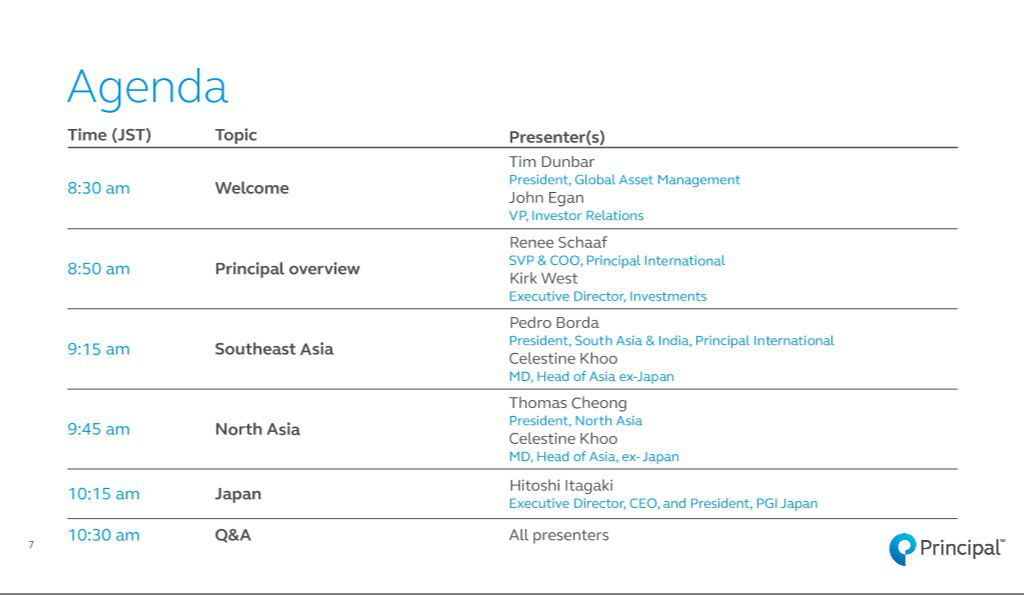 Agenda
Time (JST) Topic Presenter(s)
8:30 am Welcome
Tim Dunbar
President, Global Asset Management
John Egan
VP, Investor Relations
8:50 am Principal overview
Renee Schaaf
SVP & COO, Principal International
Kirk West
Executive Director, Investments
9:15 am Southeast Asia
Pedro Borda
President, South Asia & India, Principal International
Celestine Khoo
MD, Head of Asia ex-Japan
9:45 am North Asia
Thomas Cheong
President, North Asia
Celestine Khoo
MD, Head of Asia, ex- Japan
10:15 am Japan
Hitoshi Itagaki
Executive Director, CEO, and President, PGI Japan
10:30 am Q&A All presenters
7
Principal℠